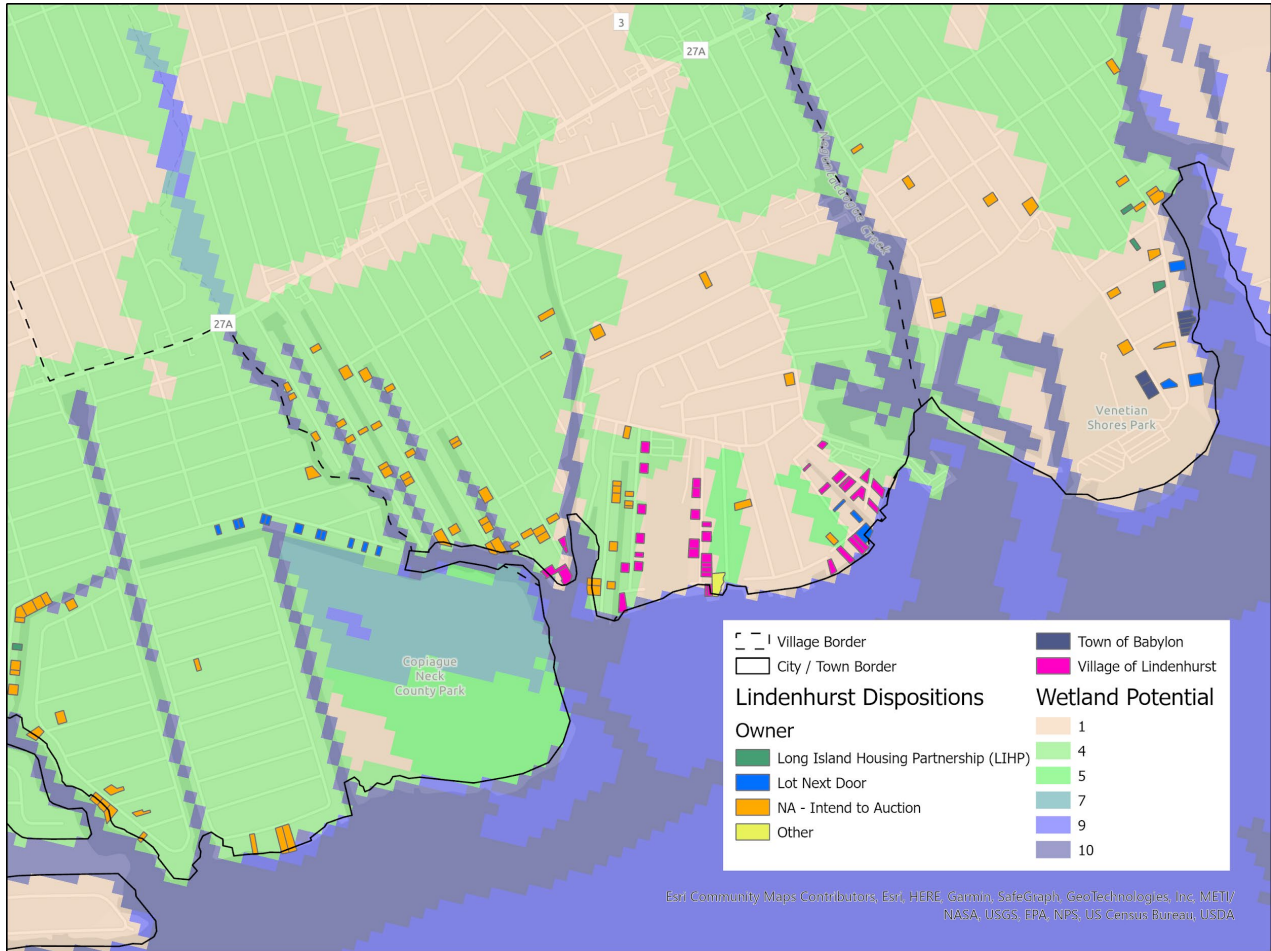 3
27A
27A
Creek
Venetian
Shores Park
Copiague
Neck
County Park
Village Border
City / Town Border
Lindenhurst Dispositions
Owner
Long Island Housing Partnership (LIHP)
Lot Next Door
NA - Intend to Auction
Other
Town of Babylon
Village of Lindenhurst
Wetland Potential
1
4
5
7
9
10
Esri Community Maps Contributors, Esri, HERE, Garmin, SafeGraph, GeoTechnologies, Inc, METI/
NASA, USGS, EPA, NPS, US Census Bureau, USDA